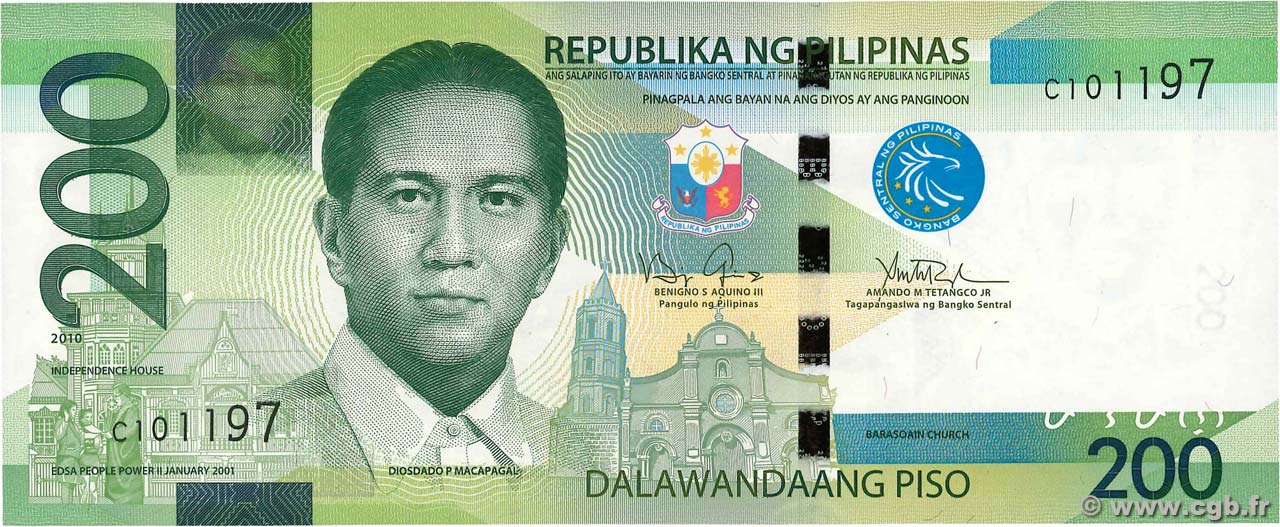 200
REPUBLIKA NG PILIPINAS
ANG SALAPING ITO AY BAYARIN NG BANGKO SENTRAL AT PINANANAGUTAN NG REPUBLIKA NG PILIPINAS
PINAGPALA ANG BAYAN NA ANG DIYOS AY ANG PANGINOON
C101197
REPUBLIKA NG PILIPINAS
BANGKO SENTRAL NG PILIPINAS
BENIGNO S AQUINO III
Pangulo ng Pilipinas
AMANDO M TETANGCO JR
Tagapangasiwa ng Bangko Sentral
2010
INDEPENDENCE HOUSE
C101197
EDSA PEOPLE POWER II JANUARY 2001
DIOSDADO P MACAPAGAL
BARASOAIN CHURCH
DALAWANDAANG PISO
200
© www.cgb.fr